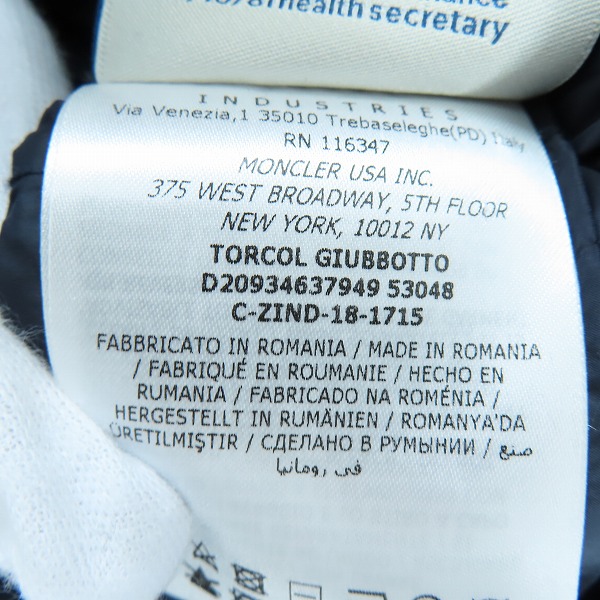 health secretary
INDUSTRIES
Via Venezia,1 35010 Trebaseleghe(PD) Italy
RN 116347
MONCLER USA INC.
375 WEST BROADWAY, 5TH FLOOR
NEW YORK, 10012 NY
TORCOL GIUBBOTTO
D20934637949 53048
C-ZIND-18-1715
FABBRICATO IN ROMANIA / MADE IN ROMANIA
/ FABRIQUÉ EN ROUMANIE / HECHO EN
RUMANIA / FABRICADO NA ROMÉNIA /
HERGESTELLT IN RUMÄNIEN / ROMANYA'DA
ÜRETILMIŞTIR / СДЕЛАНО В РУМЫНИИ / صنع
في رومانيا